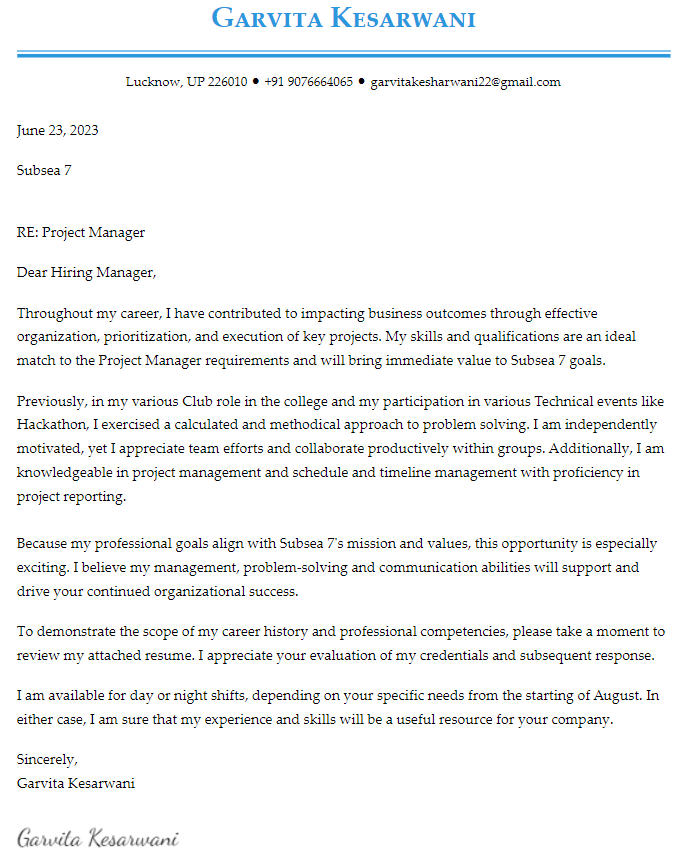 Garvita Kesarwani
Lucknow, UP 226010 • +91 9076664065 • garvitakesharwani22@gmail.com
June 23, 2023
Subsea 7
RE: Project Manager
Dear Hiring Manager,
Throughout my career, I have contributed to impacting business outcomes through effective
organization, prioritization, and execution of key projects. My skills and qualifications are an ideal
match to the Project Manager requirements and will bring immediate value to Subsea 7 goals.
Previously, in my various Club role in the college and my participation in various Technical events like
Hackathon, I exercised a calculated and methodical approach to problem solving. I am independently
motivated, yet I appreciate team efforts and collaborate productively within groups. Additionally, I am
knowledgeable in project management and schedule and timeline management with proficiency in
project reporting.
Because my professional goals align with Subsea 7's mission and values, this opportunity is especially
exciting. I believe my management, problem-solving and communication abilities will support and
drive your continued organizational success.
To demonstrate the scope of my career history and professional competencies, please take a moment to
review my attached resume. I appreciate your evaluation of my credentials and subsequent response.
I am available for day or night shifts, depending on your specific needs from the starting of August. In
either case, I am sure that my experience and skills will be a useful resource for your company.
Sincerely,
Garvita Kesarwani
Garvita Kesarwani